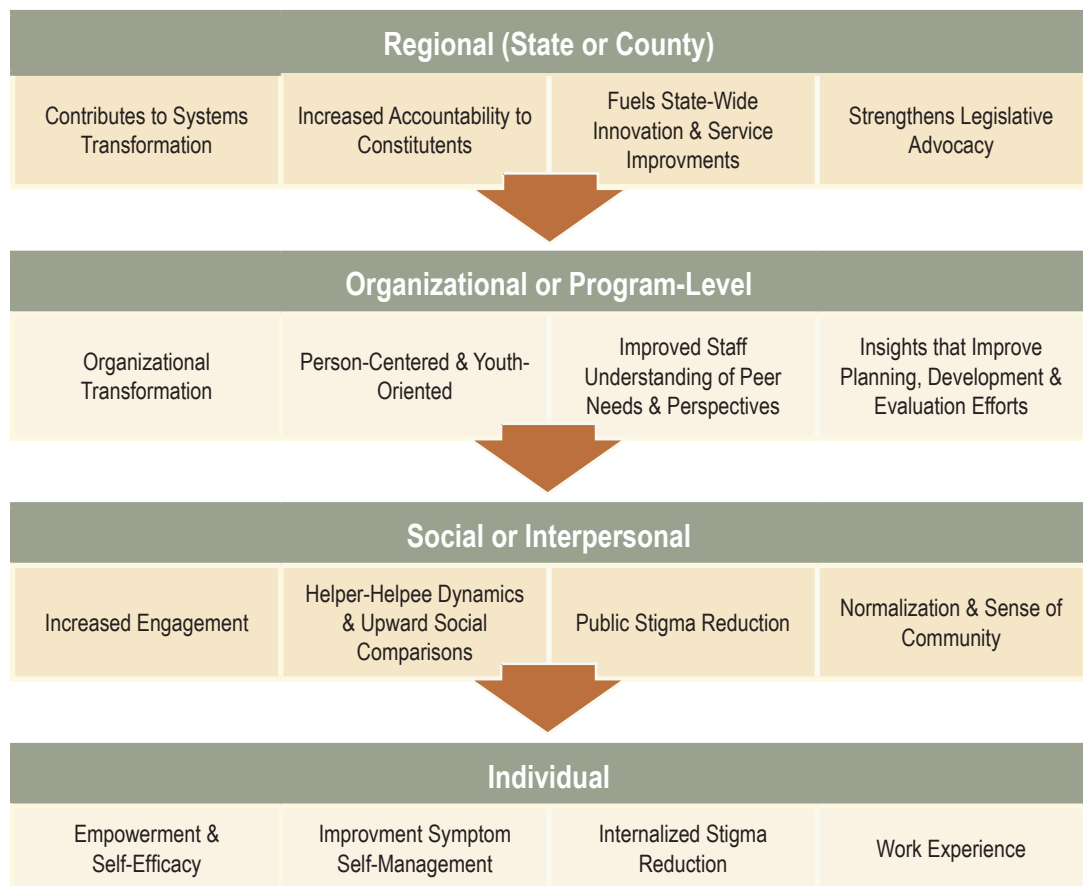 Regional (State or County)
Contributes to Systems
Transformation
Increased Accountability to
Constitutents
Fuels State-Wide
Innovation & Service
Improvments
Strengthens Legislative
Advocacy
Organizational or Program-Level
Organizational
Transformation
Person-Centered & Youth-
Oriented
Improved Staff
Understanding of Peer
Needs & Perspectives
Insights that Improve
Planning, Development &
Evaluation Efforts
Social or Interpersonal
Increased Engagement
Helper-Helpee Dynamics
& Upward Social
Comparisons
Public Stigma Reduction
Normalization & Sense of
Community
Individual
Empowerment &
Self-Efficacy
Improvment Symptom
Self-Management
Internalized Stigma
Reduction
Work Experience